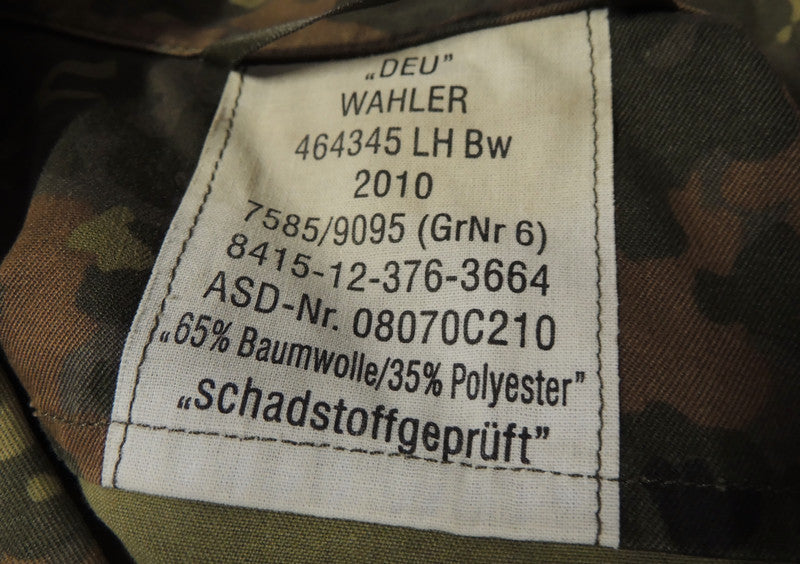 „DEU”
WAHLER
464345 LH Bw
2010
7585/9095 (GrNr 6)
8415-12-376-3664
ASD-Nr. 08070C210
„65% Baumwolle/35% Polyester”
„schadstoffgeprüft”